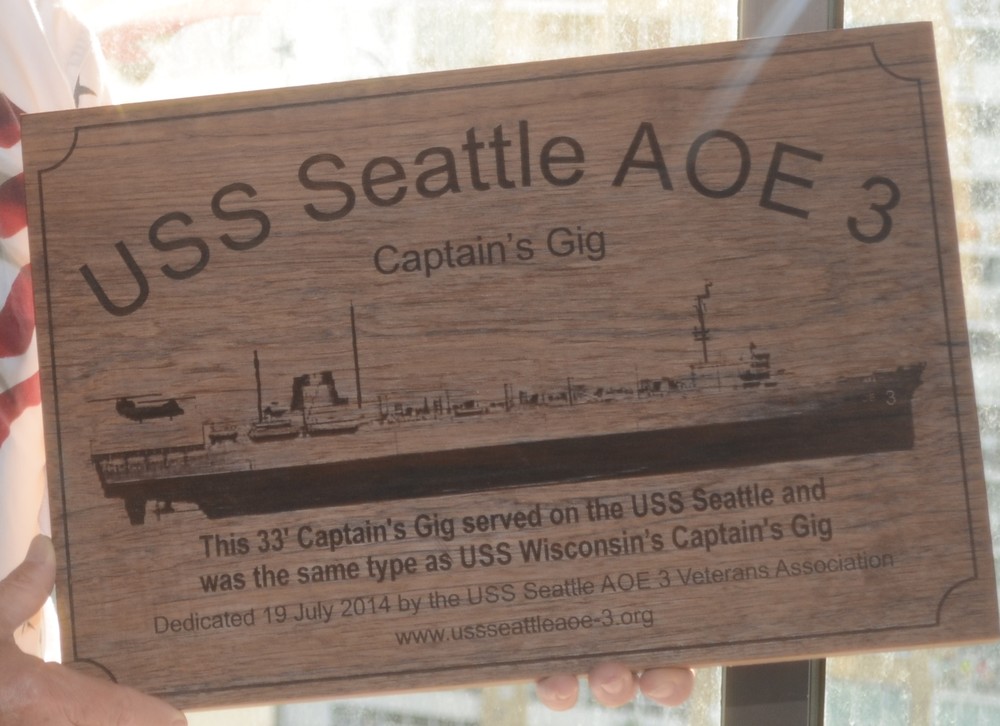 USS Seattle AOE 3
Captain's Gig
3
This 33' Captain's Gig served on the USS Seattle and
was the same type as USS Wisconsin's Captain's Gig
Dedicated 19 July 2014 by the USS Seattle AOE 3 Veterans Association
www.ussseattleaoe-3.org